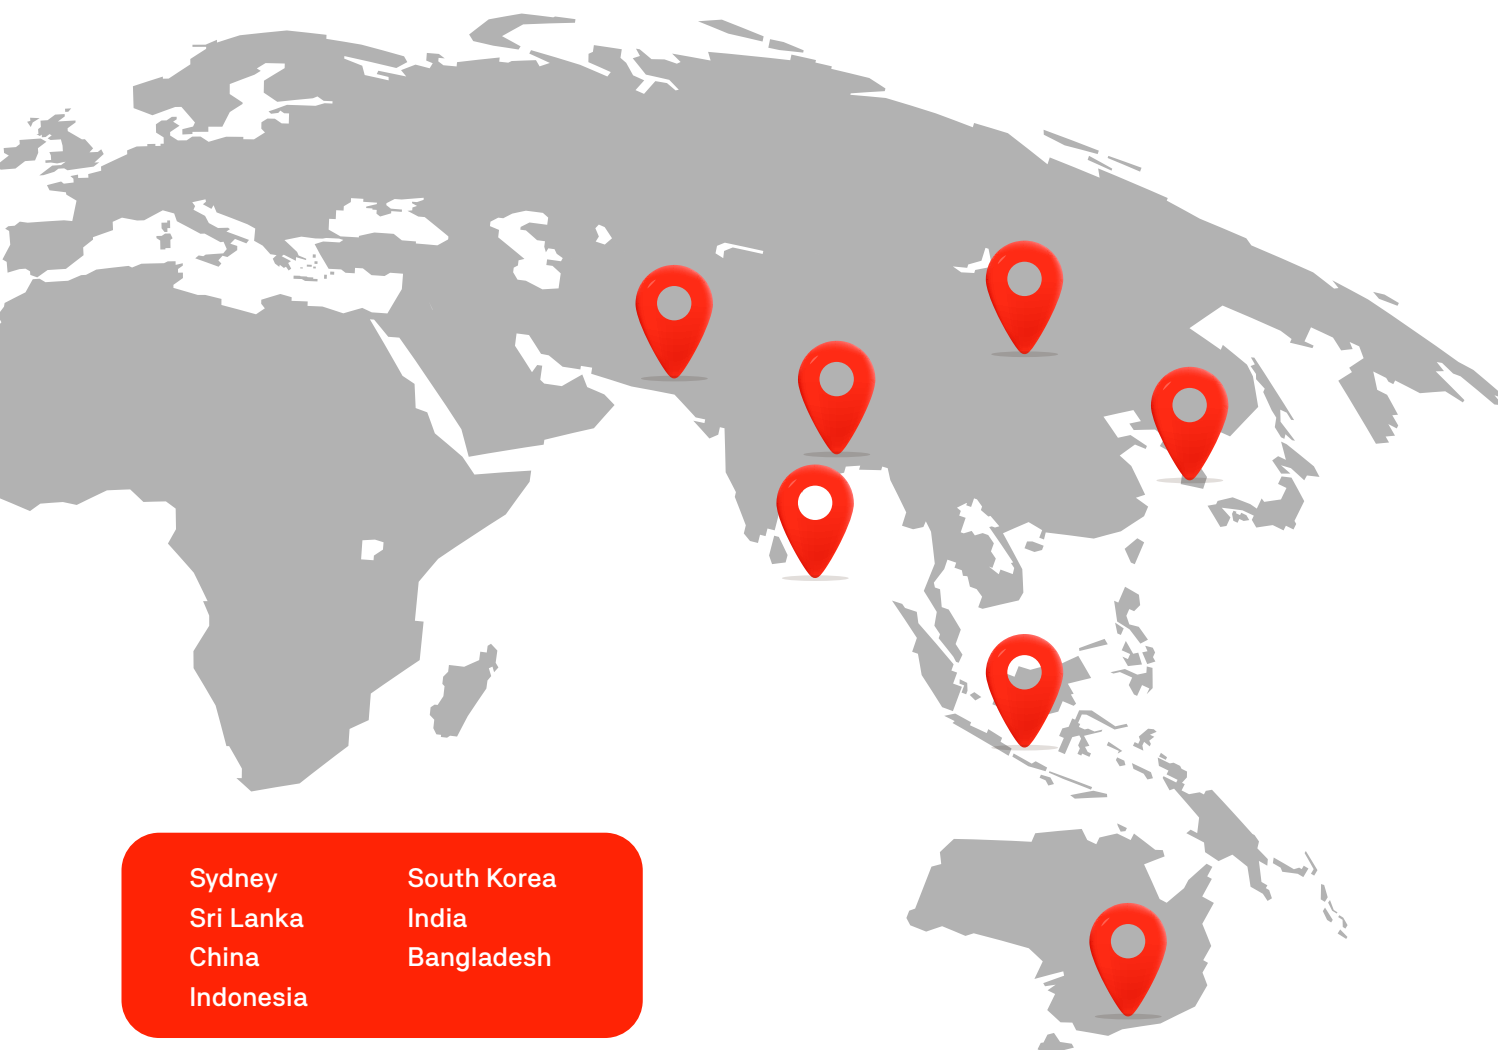 Sydney
Sri Lanka
China
Indonesia
South Korea
India
Bangladesh